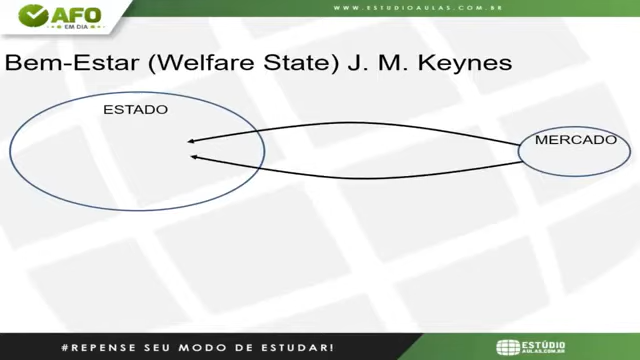 AFO
EM DIA
WWW.ESTUDIOAULAS.COM.BR
Bem-Estar (Welfare State) J. M. Keynes
ESTADO
MERCADO
#REPENSE SEU MODO DE ESTUDAR!
ESTÚDIO
AULAS.COM.BR